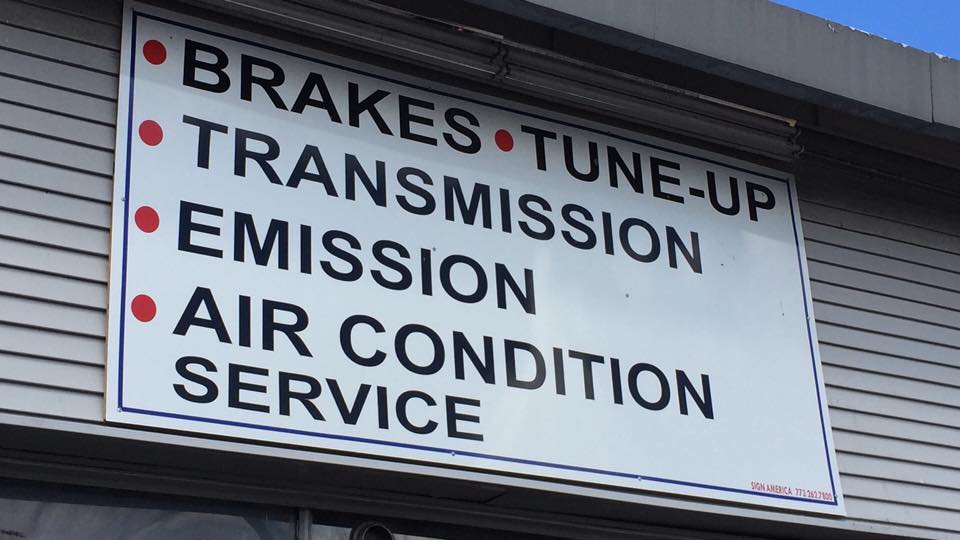 • BRAKES • TUNE-UP
• TRANSMISSION
• EMISSION
• AIR CONDITION
SERVICE
SIGN AMERICA 773.262.7800